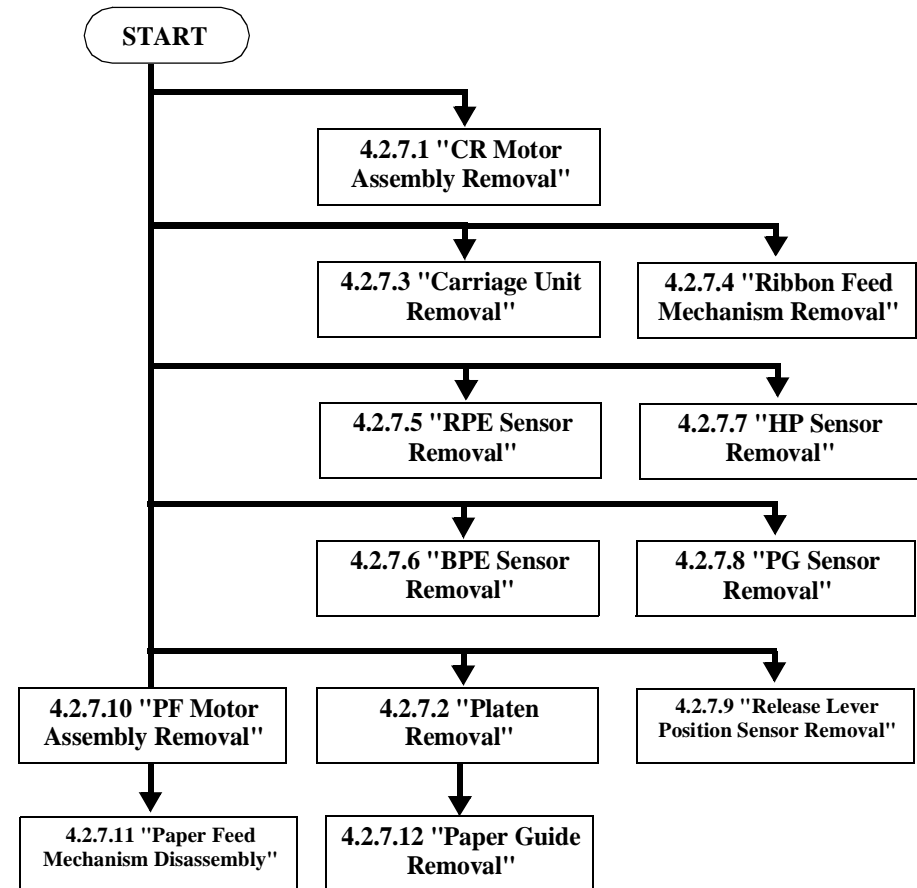 START
4.2.7.1 "CR Motor
Assembly Removal"
4.2.7.3 "Carriage Unit
Removal"
4.2.7.4 "Ribbon Feed
Mechanism Removal"
4.2.7.5 "RPE Sensor
Removal"
4.2.7.7 "HP Sensor
Removal"
4.2.7.6 "BPE Sensor
Removal"
4.2.7.8 "PG Sensor
Removal"
4.2.7.10 "PF Motor
Assembly Removal"
4.2.7.2 "Platen
Removal"
4.2.7.9 "Release Lever
Position Sensor Removal"
4.2.7.11 "Paper Feed
Mechanism Disassembly"
4.2.7.12 "Paper Guide
Removal"